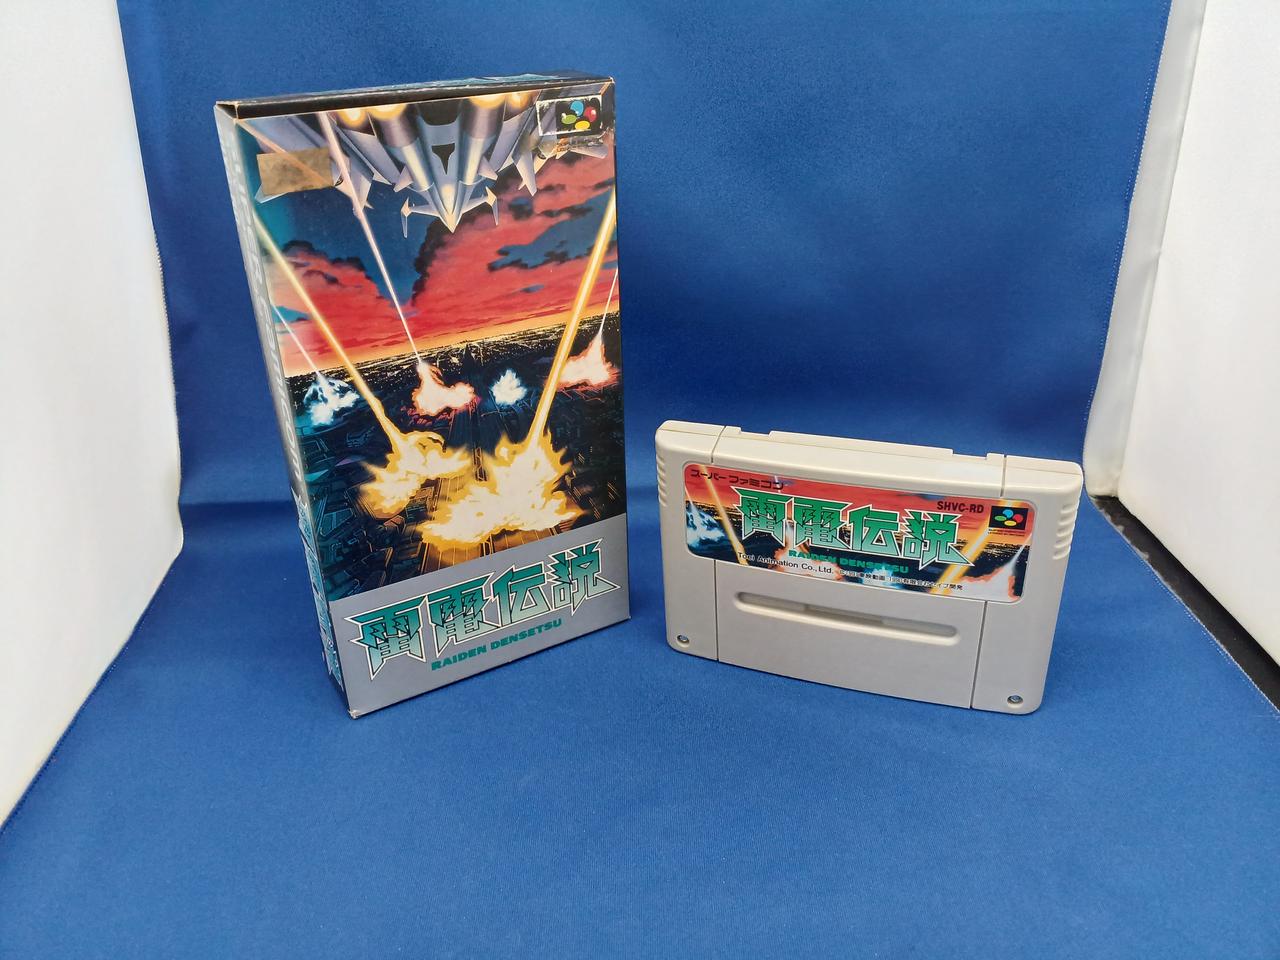 雷電伝説
RAIDEN DENSETSU
スーパーファミコン
SHVC-RD
雷電伝説
RAIDEN DENSETSU
Toei Animation Co., Ltd.